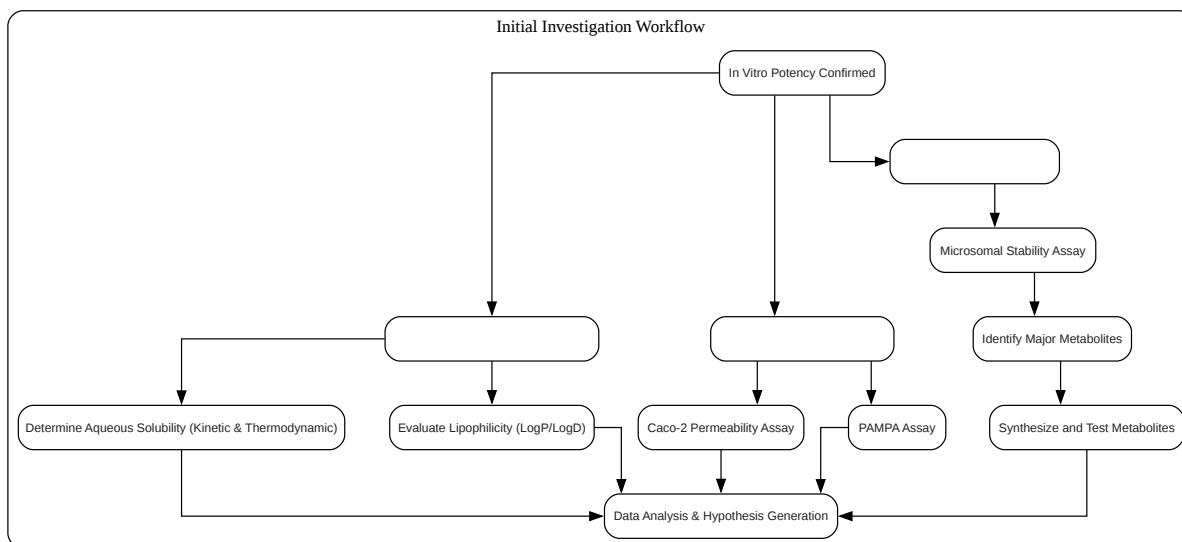 Initial Investigation Workflow
In Vitro Potency Confirmed
Microsomal Stability Assay
Identify Major Metabolites
Determine Aqueous Solubility (Kinetic & Thermodynamic)
Evaluate Lipophilicity (LogP/LogD)
Caco-2 Permeability Assay
PAMPA Assay
Synthesize and Test Metabolites
Data Analysis & Hypothesis Generation